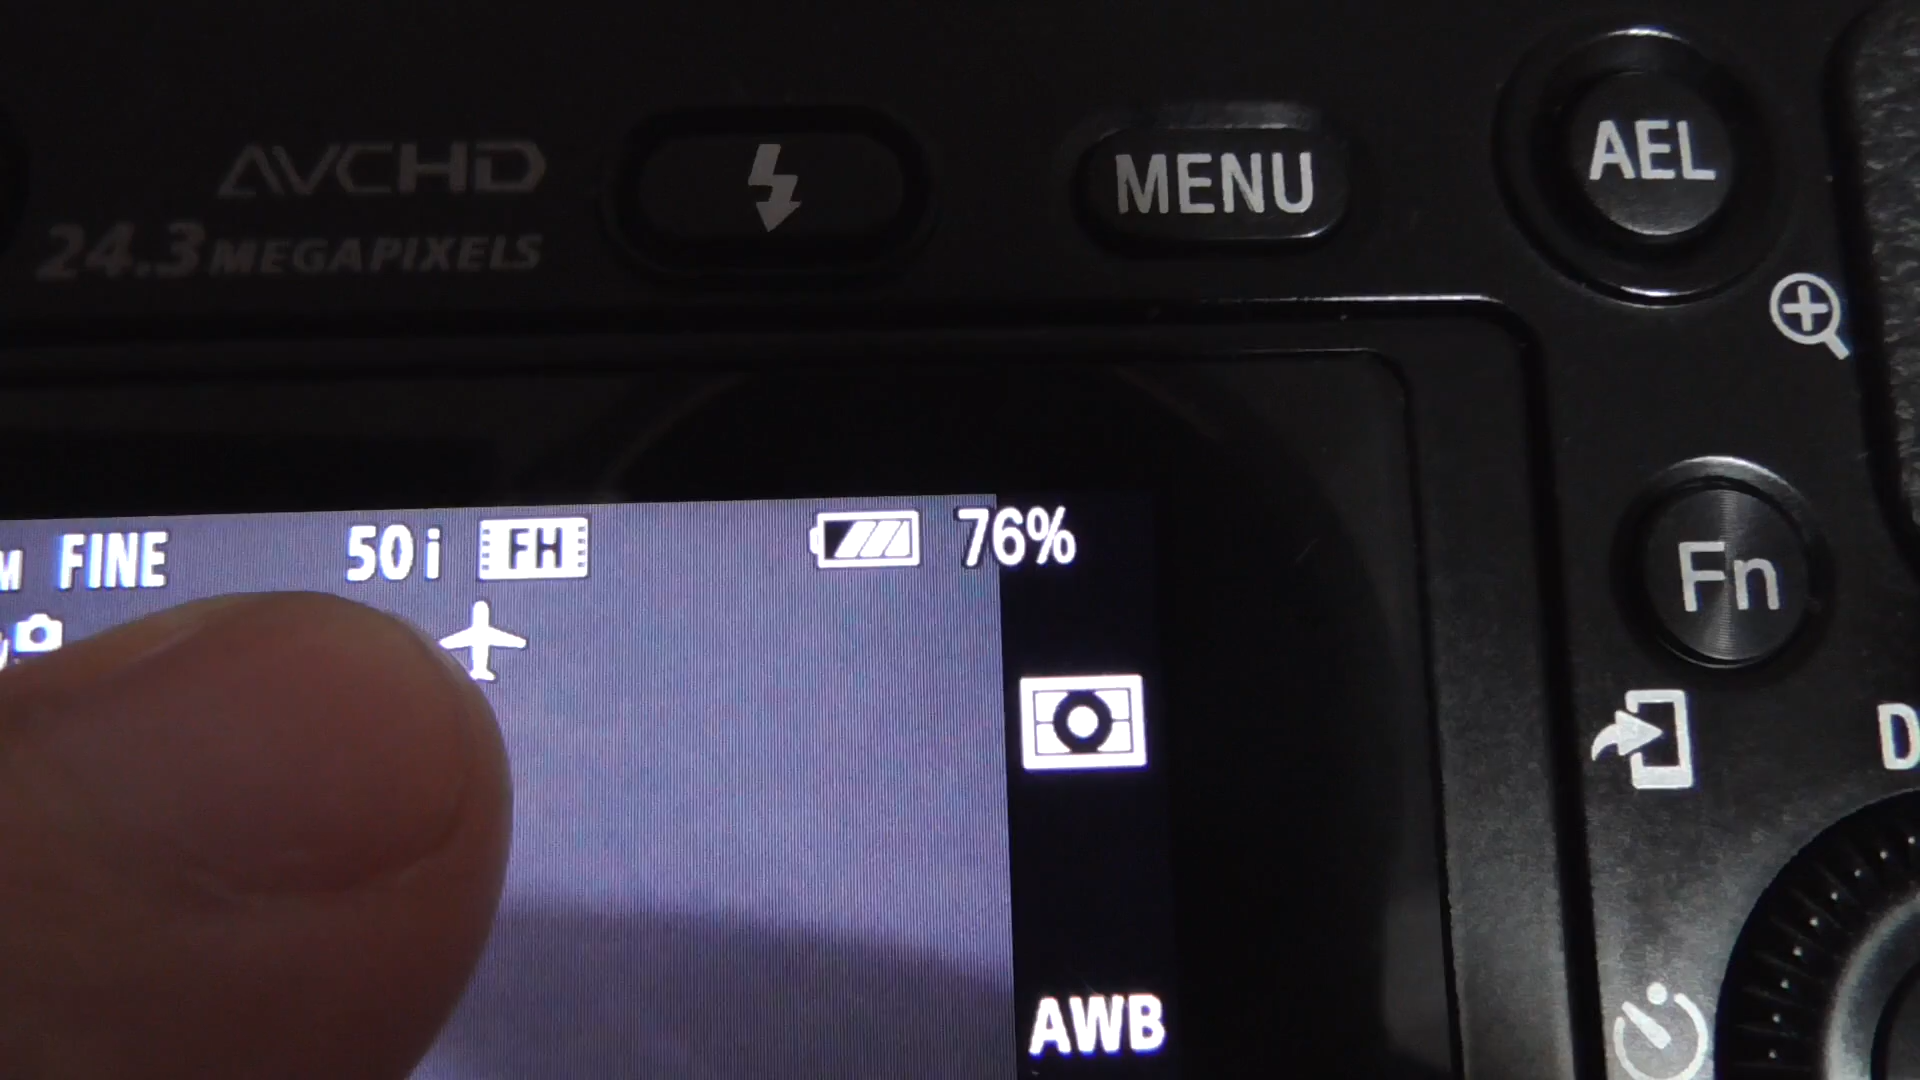 AVCHD
24.3 MEGAPIXELS
MENU
AEL
M FINE 50i FH 76%
Fn
D
AWB